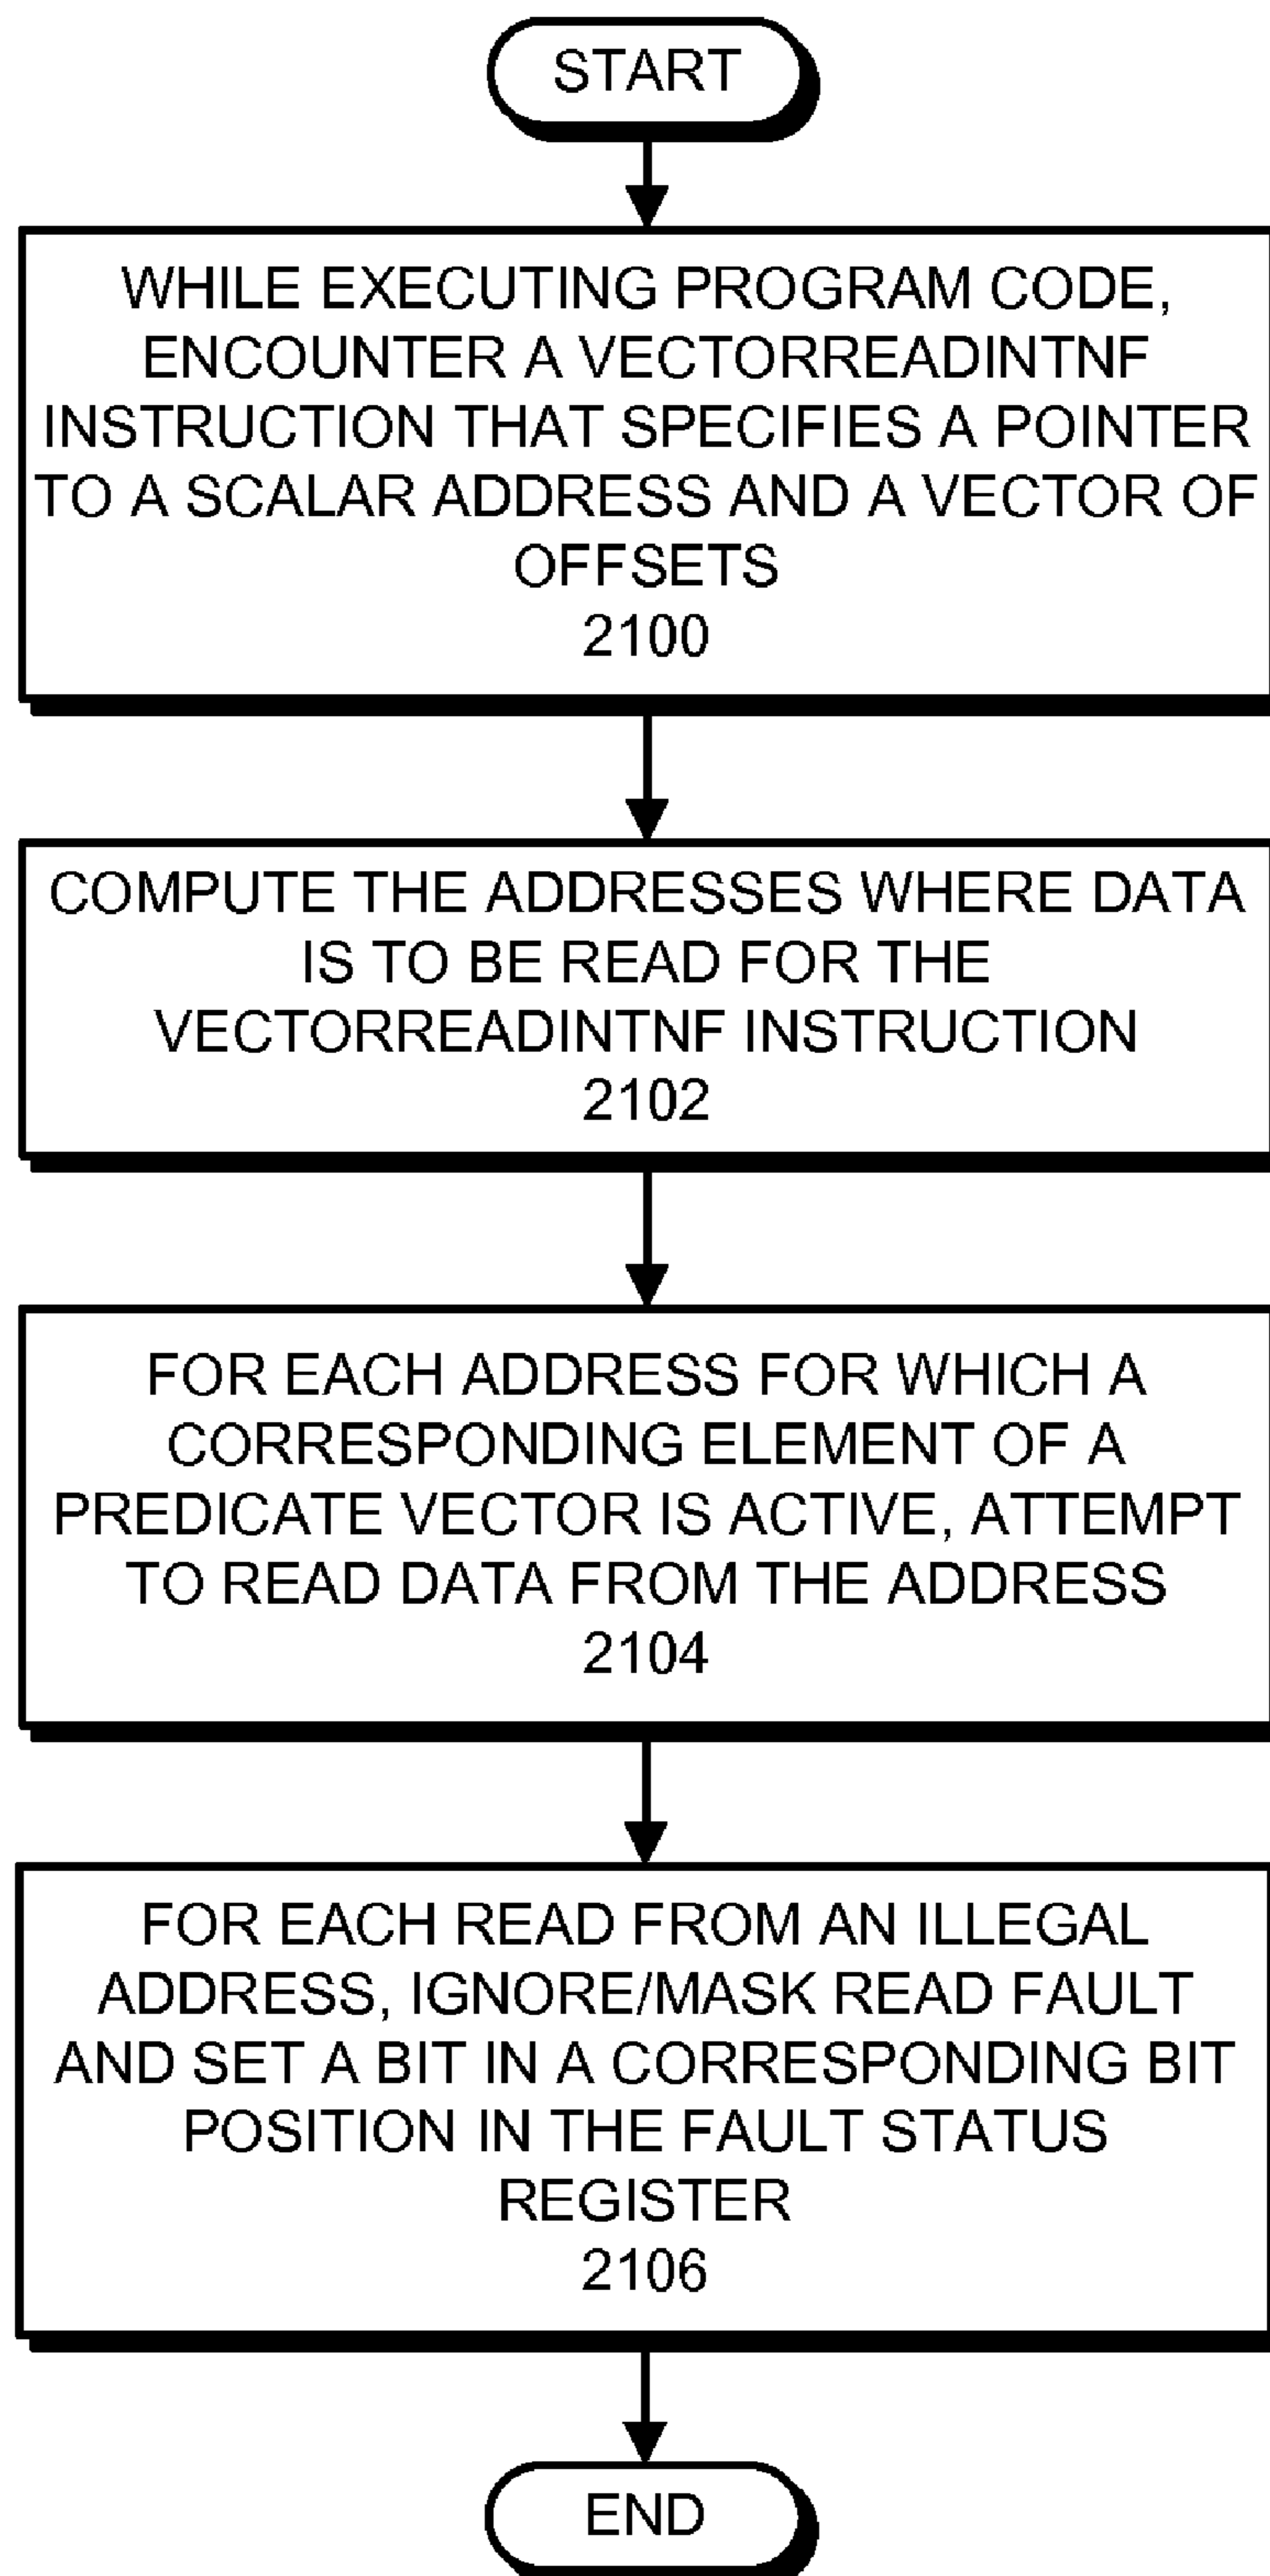 START
WHILE EXECUTING PROGRAM CODE,
ENCOUNTER A VECTORREADINTNF
INSTRUCTION THAT SPECIFIES A POINTER
TO A SCALAR ADDRESS AND A VECTOR OF
OFFSETS
2100
COMPUTE THE ADDRESSES WHERE DATA
IS TO BE READ FOR THE
VECTORREADINTNF INSTRUCTION
2102
FOR EACH ADDRESS FOR WHICH A
CORRESPONDING ELEMENT OF A
PREDICATE VECTOR IS ACTIVE, ATTEMPT
TO READ DATA FROM THE ADDRESS
2104
FOR EACH READ FROM AN ILLEGAL
ADDRESS, IGNORE/MASK READ FAULT
AND SET A BIT IN A CORRESPONDING BIT
POSITION IN THE FAULT STATUS
REGISTER
2106
END